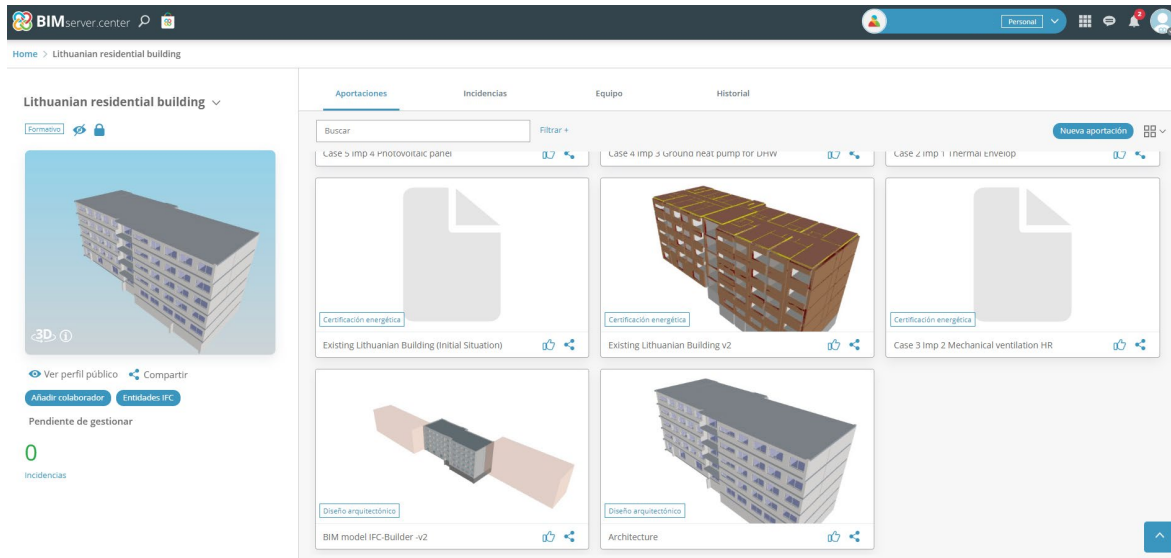 BIMserver.center
Personal
2
Home > Lithuanian residential building
Lithuanian residential building
Formativo
3D
Ver perfil público
Compartir
Añadir colaborador
Entidades IFC
Pendiente de gestionar
0
Incidencias
Aportaciones
Incidencias
Equipo
Historial
Buscar
Filtrar +
Nueva aportación
Case 5 Imp 4 Photovoltaic panel
Case 4 Imp 3 Ground heat pump for DHW
Case 2 Imp 1 Thermal Envelop
Certificación energética
Existing Lithuanian Building (Initial Situation)
Certificación energética
Existing Lithuanian Building v2
Certificación energética
Case 3 Imp 2 Mechanical ventilation HR
Diseño arquitectónico
BIM model IFC-Builder -v2
Diseño arquitectónico
Architecture